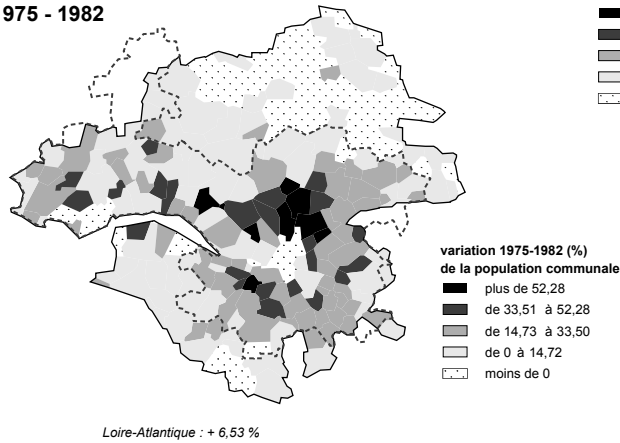 975 - 1982
variation 1975-1982 (%)
de la population communale
plus de 52,28
de 33,51 à 52,28
de 14,73 à 33,50
de 0 à 14,72
moins de 0
Loire-Atlantique : + 6,53 %